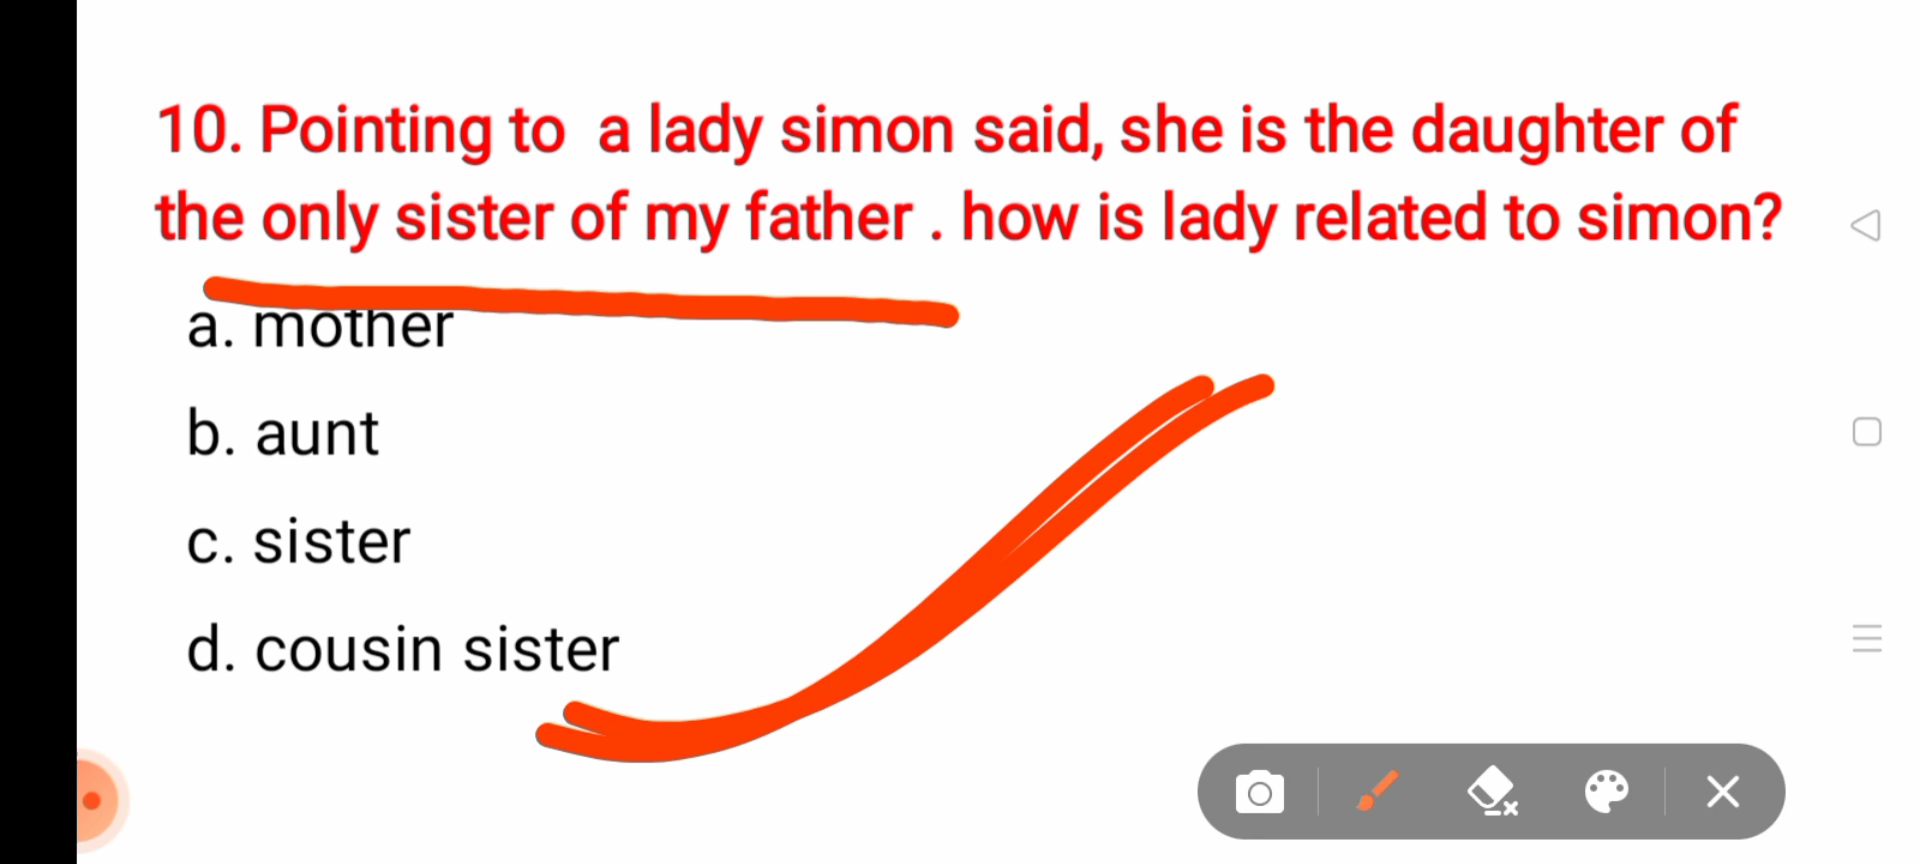 10. Pointing to a lady simon said, she is the daughter of
the only sister of my father . how is lady related to simon?
a. mother
b. aunt
c. sister
d. cousin sister